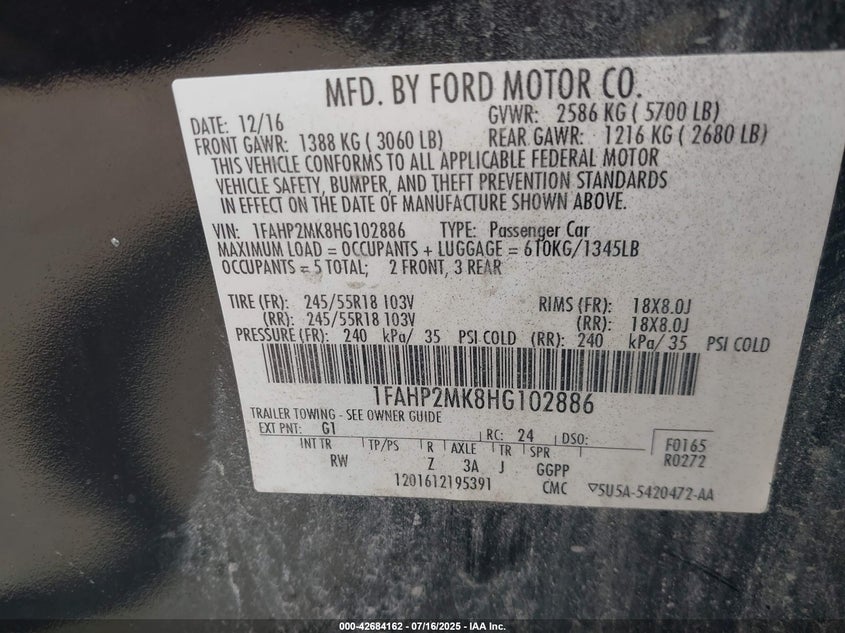 MFD. BY FORD MOTOR CO.
DATE: 12/16 GVWR: 2586 KG ( 5700 LB)
FRONT GAWR: 1388 KG ( 3060 LB) REAR GAWR: 1216 KG ( 2680 LB)
THIS VEHICLE CONFORMS TO ALL APPLICABLE FEDERAL MOTOR
VEHICLE SAFETY, BUMPER, AND THEFT PREVENTION STANDARDS
IN EFFECT ON THE DATE OF MANUFACTURE SHOWN ABOVE.
VIN: 1FAHP2MK8HG102886 TYPE: Passenger Car
MAXIMUM LOAD = OCCUPANTS + LUGGAGE = 610KG/1345LB
OCCUPANTS = 5 TOTAL; 2 FRONT, 3 REAR
TIRE (FR): 245/55R18 103V RIMS (FR): 18X8.0J
(RR): 245/55R18 103V (RR): 18X8.0J
PRESSURE (FR): 240 kPa/ 35 PSI COLD (RR): 240 kPa/ 35 PSI COLD
1FAHP2MK8HG102886
TRAILER TOWING - SEE OWNER GUIDE
EXT PNT: G1 RC: 24 DSO: F0165
INT TR TP/PS R AXLE TR SPR R0272
RW Z 3A J GGPP
1201612195391 CMC ▽5U5A-5420472-AA
000-42684162 - 07/16/2025 - IAA Inc.